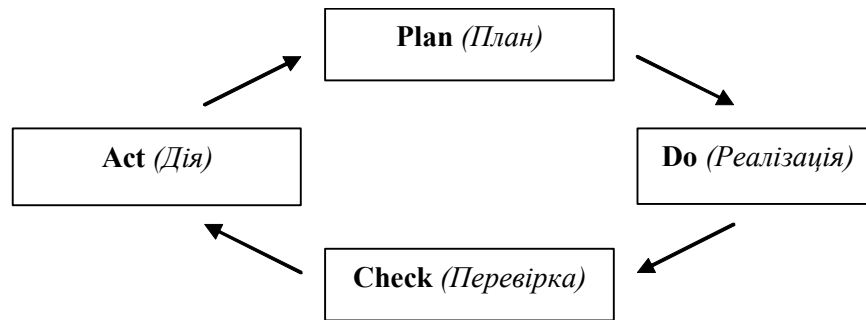 Plan (План)
Act (Дія)
Do (Реалізація)
Check (Перевірка)